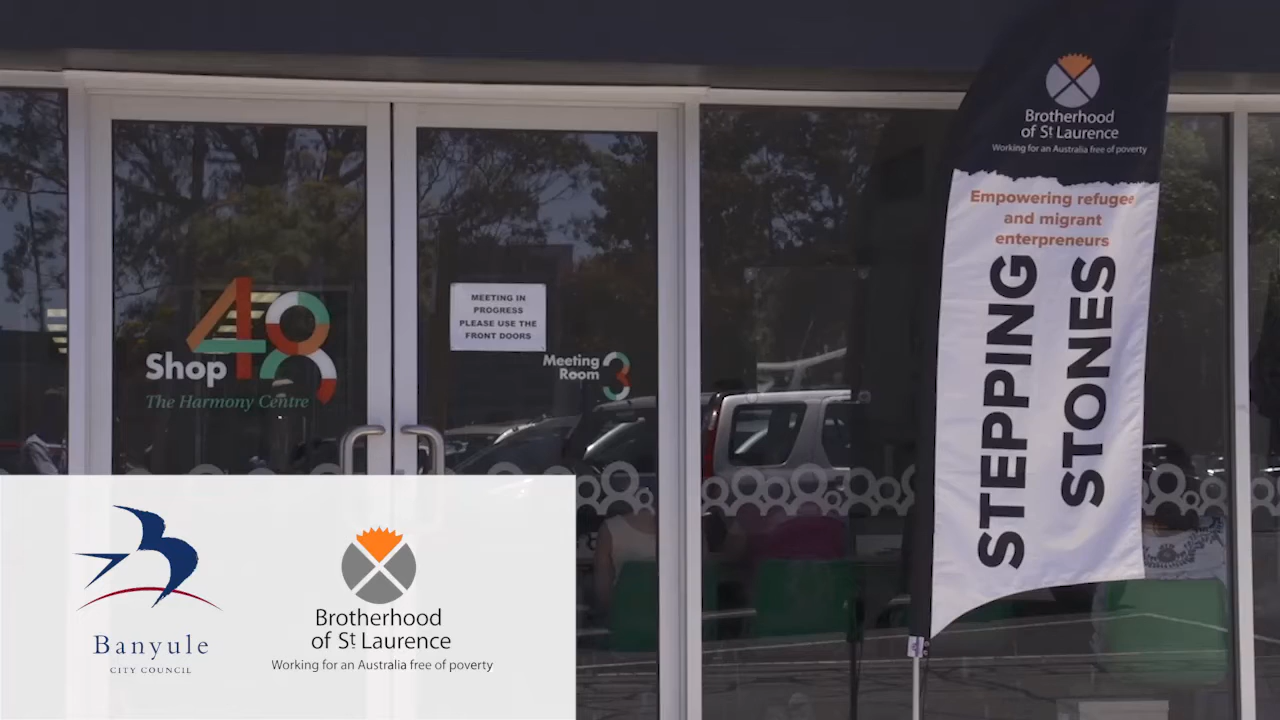 Brotherhood
of St Laurence
Working for an Australia free of poverty
Empowering refugee
and migrant
enterpreneurs
STEPPING
STONES
48
Shop
The Harmony Centre
MEETING IN
PROGRESS
PLEASE USE THE
FRONT DOORS
Meeting
Room 3
Banyule
CITY COUNCIL
Brotherhood
of St Laurence
Working for an Australia free of poverty